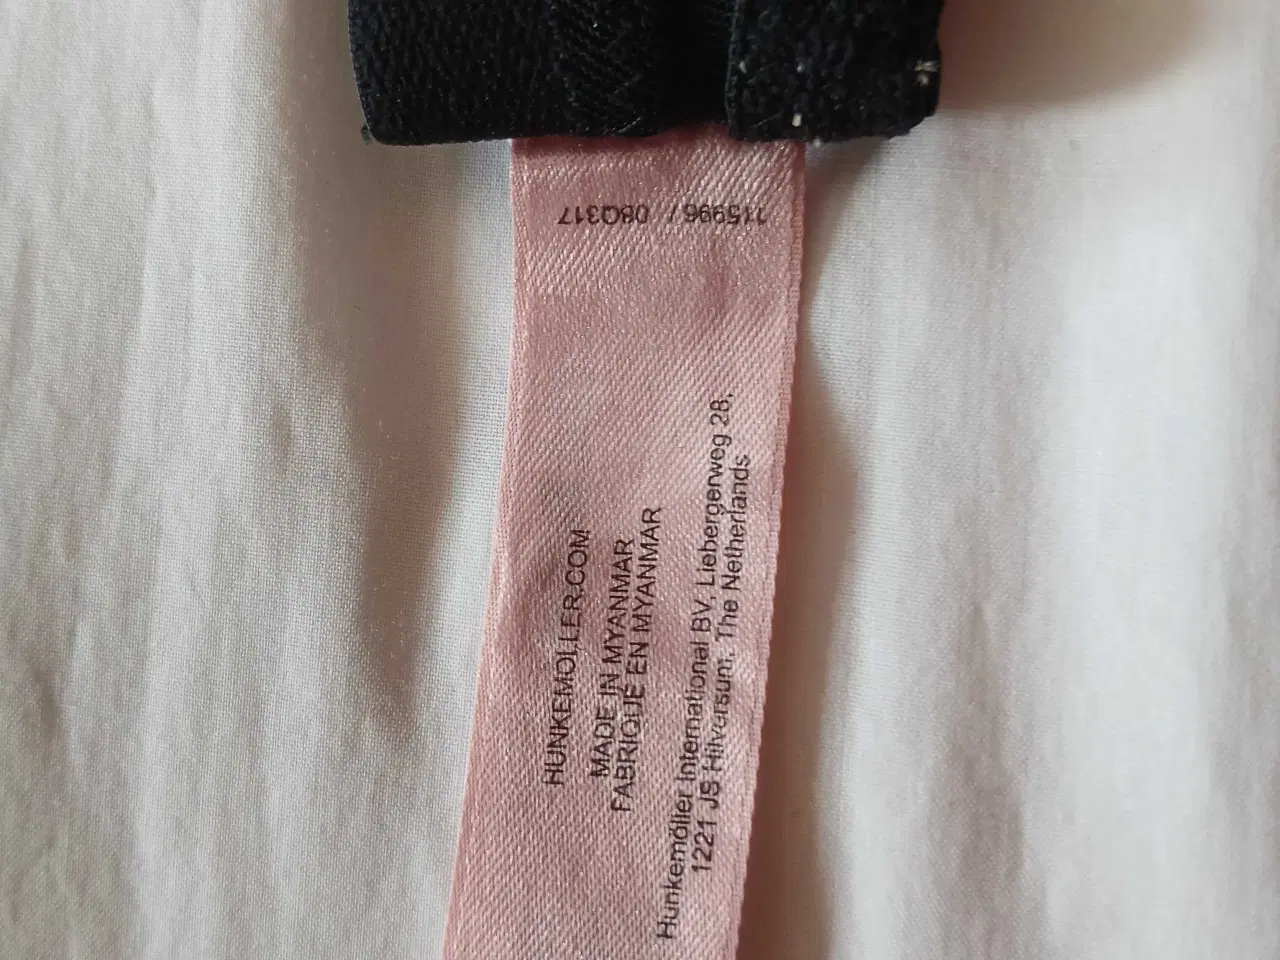 115996 / 08Q317
HUNKEMOLLER.COM
MADE IN MYANMAR
FABRIQUE EN MYANMAR
Hunkemöller International BV, Liebergerweg 28,
1221 JS Hilversum, The Netherlands